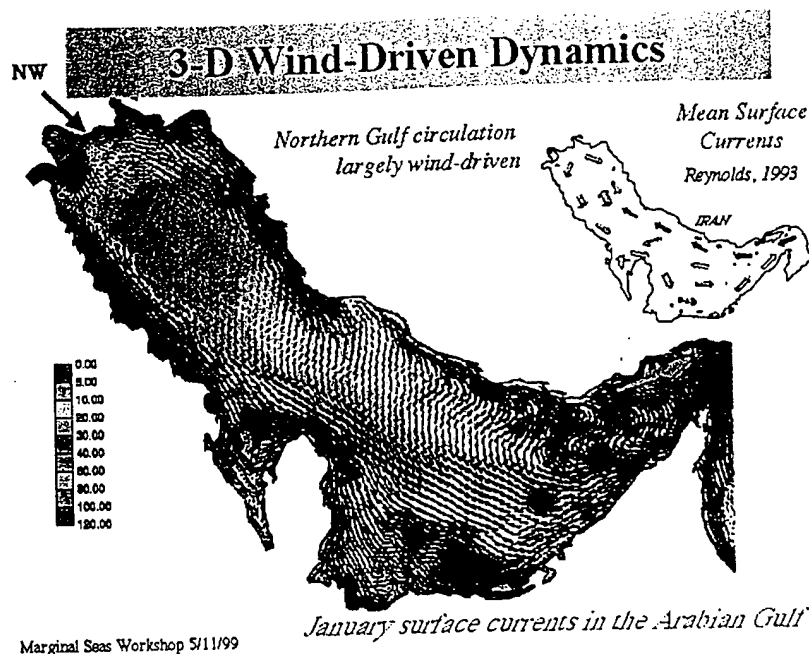 3-D Wind-Driven Dynamics
NW
Northern Gulf circulation
largely wind-driven
Mean Surface
Currents
Reynolds, 1993
IRAN
0.00
5.00
10.00
20.00
30.00
40.00
60.00
80.00
100.00
120.00
January surface currents in the Arabian Gulf
Marginal Seas Workshop 5/11/99